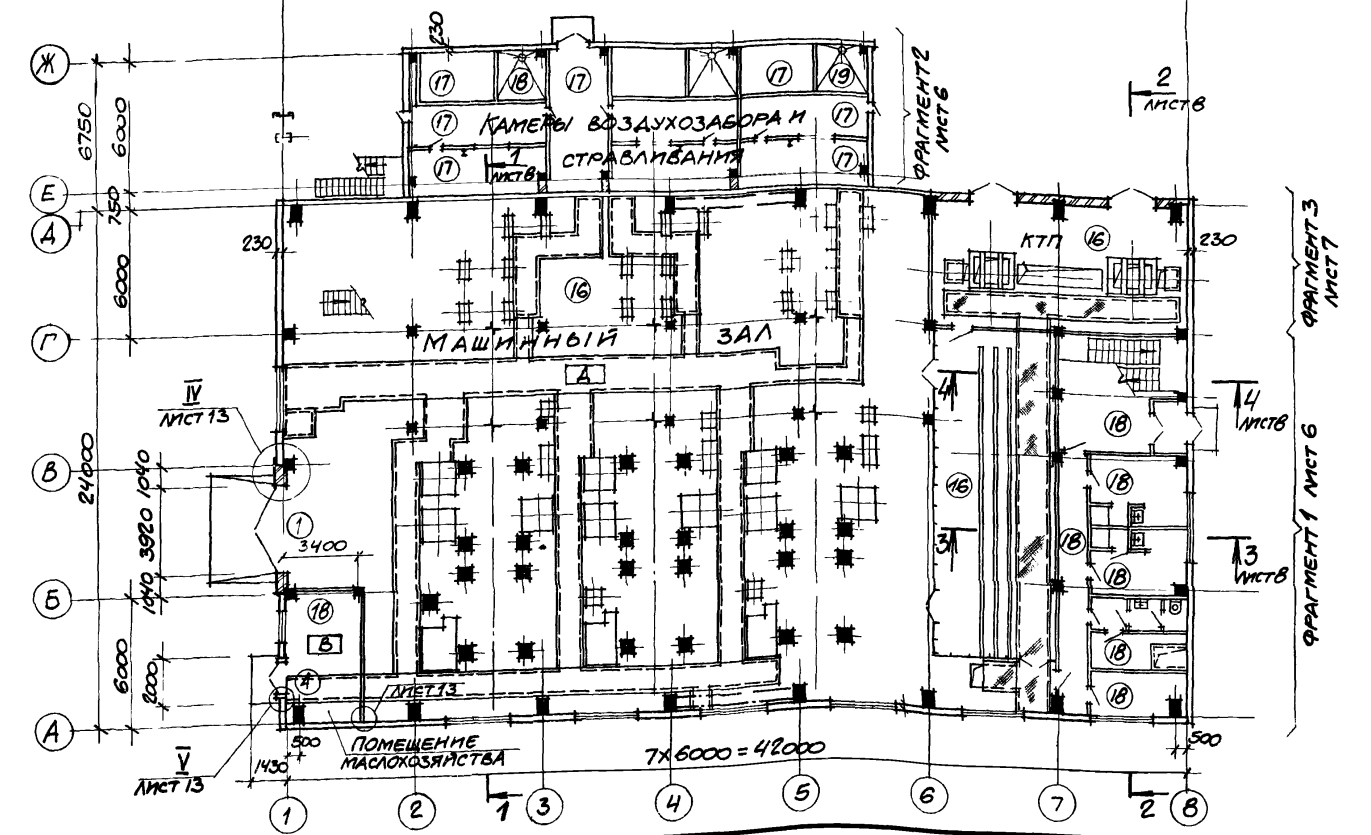 230
Ж
17
18
17
17
19
2
ЛИСТ 8
ФРАГМЕНТ 2
ЛИСТ 6
6750
6000
17
КАМЕРЫ ВОЗДУХОЗАБОРА И
17
17
1
ЛИСТ 8
СТРАВЛИВАНИЯ
17
Е
750
Д
230
КТП
16
230
ФРАГМЕНТ 3
ЛИСТ 7
6000
16
Г
МАШИННЫЙ ЗАЛ
Д
IV
ЛИСТ 13
4
4
ЛИСТ 8
18
24000
В
1040
16
18
ФРАГМЕНТ 1 ЛИСТ 6
3920
1
3400
3
18
3
ЛИСТ 8
1040
18
Б
18
В
6000
2000
4
ЛИСТ 13
18
18
А
500
ПОМЕЩЕНИЕ
МАСЛОХОЗЯЙСТВА
7X6000=42000
500
1430
V
ЛИСТ 13
1
2
1
2
3
4
5
6
7
8